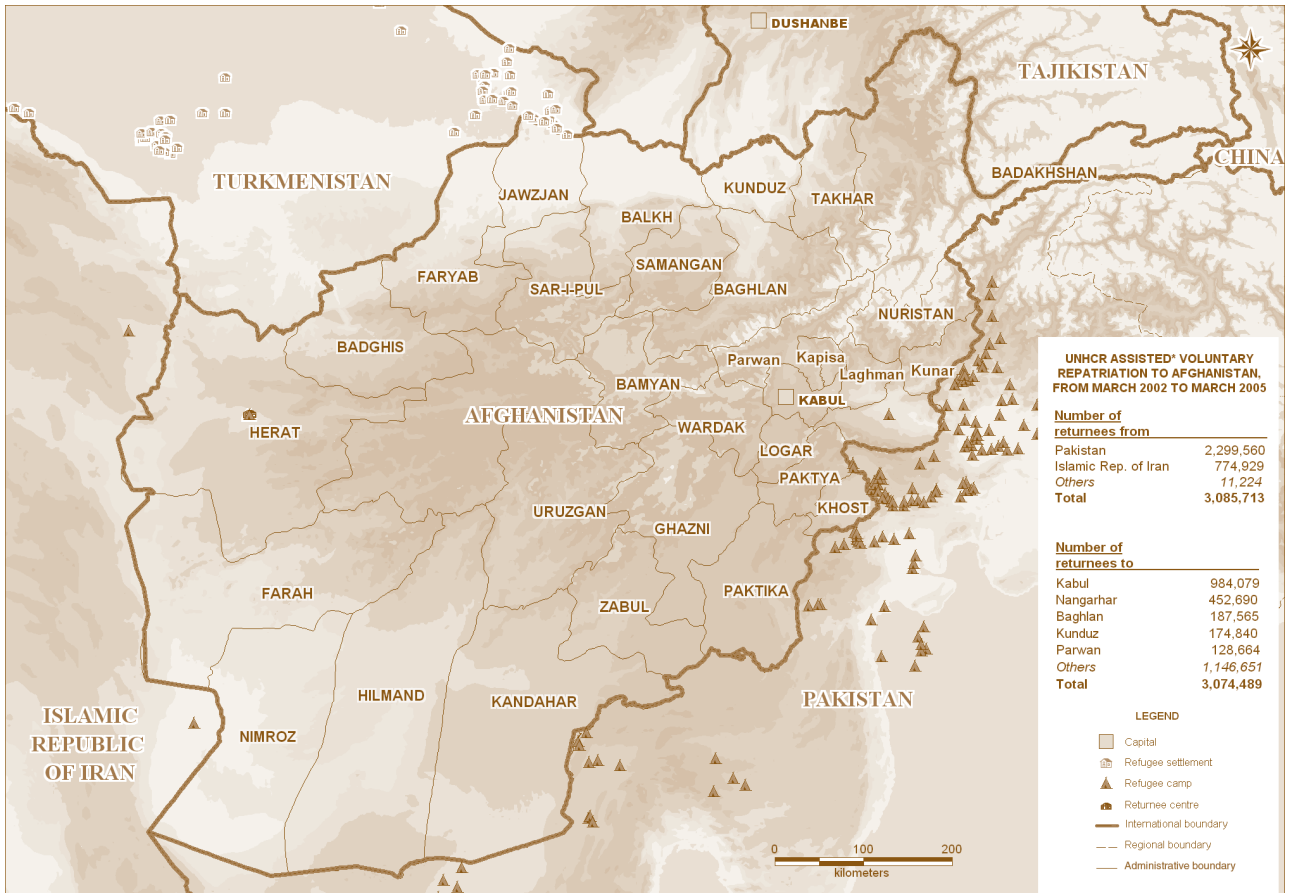 DUSHANBE
TAJIKISTAN
CHINA
BADAKHSHAN
TURKMENISTAN
JAWZJAN
KUNDUZ
TAKHAR
BALKH
FARYAB
SAMANGAN
SAR-I-PUL
BAGHLAN
NURISTAN
BADGHIS
Parwan
Kapisa
Laghman
Kunar
BAMYAN
KABUL
AFGHANISTAN
HERAT
WARDAK
LOGAR
PAKTYA
KHOST
URUZGAN
GHAZNI
FARAH
ZABUL
PAKTIKA
HILMAND
KANDAHAR
PAKISTAN
NIMROZ
ISLAMIC
REPUBLIC
OF IRAN
0 100 200
kilometers
UNHCR ASSISTED* VOLUNTARY
REPATRIATION TO AFGHANISTAN,
FROM MARCH 2002 TO MARCH 2005
Number of
returnees from
Pakistan 2,299,560
Islamic Rep. of Iran 774,929
Others 11,224
Total 3,085,713
Number of
returnees to
Kabul 984,079
Nangarhar 452,690
Baghlan 187,565
Kunduz 174,840
Parwan 128,664
Others 1,146,651
Total 3,074,489
LEGEND
Capital
Refugee settlement
Refugee camp
Returnee centre
International boundary
Regional boundary
Administrative boundary